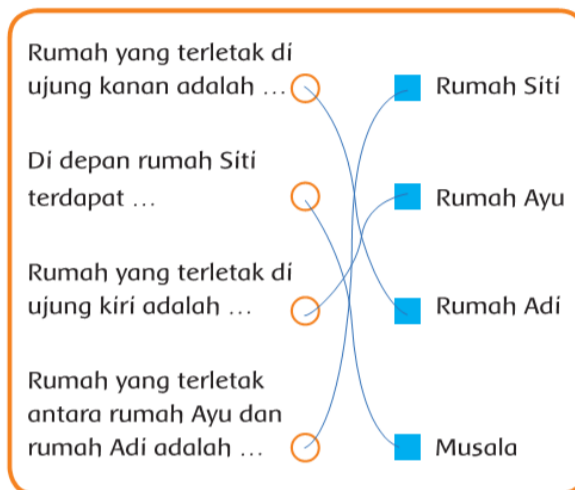 Rumah yang terletak di
ujung kanan adalah ...
Rumah Siti
Di depan rumah Siti
terdapat ...
Rumah Ayu
Rumah yang terletak di
ujung kiri adalah ...
Rumah Adi
Rumah yang terletak
antara rumah Ayu dan
rumah Adi adalah ...
Musala